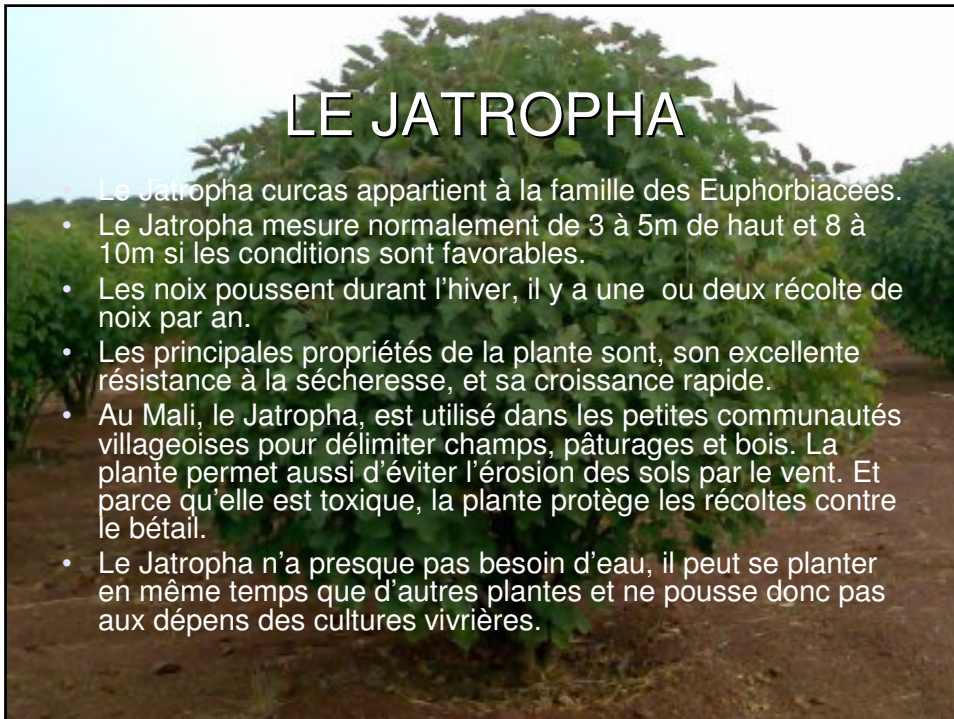 LE JATROPHA
• Le Jatropha curcas appartient à la famille des Euphorbiacées.
• Le Jatropha mesure normalement de 3 à 5m de haut et 8 à
10m si les conditions sont favorables.
• Les noix poussent durant l’hiver, il y a une  ou deux récolte de
noix par an.
• Les principales propriétés de la plante sont, son excellente
résistance à la sécheresse, et sa croissance rapide.
• Au Mali, le Jatropha, est utilisé dans les petites communautés
villageoises pour délimiter champs, pâturages et bois. La
plante permet aussi d’éviter l’érosion des sols par le vent. Et
parce qu’elle est toxique, la plante protège les récoltes contre
le bétail.
• Le Jatropha n’a presque pas besoin d’eau, il peut se planter
en même temps que d’autres plantes et ne pousse donc pas
aux dépens des cultures vivrières.